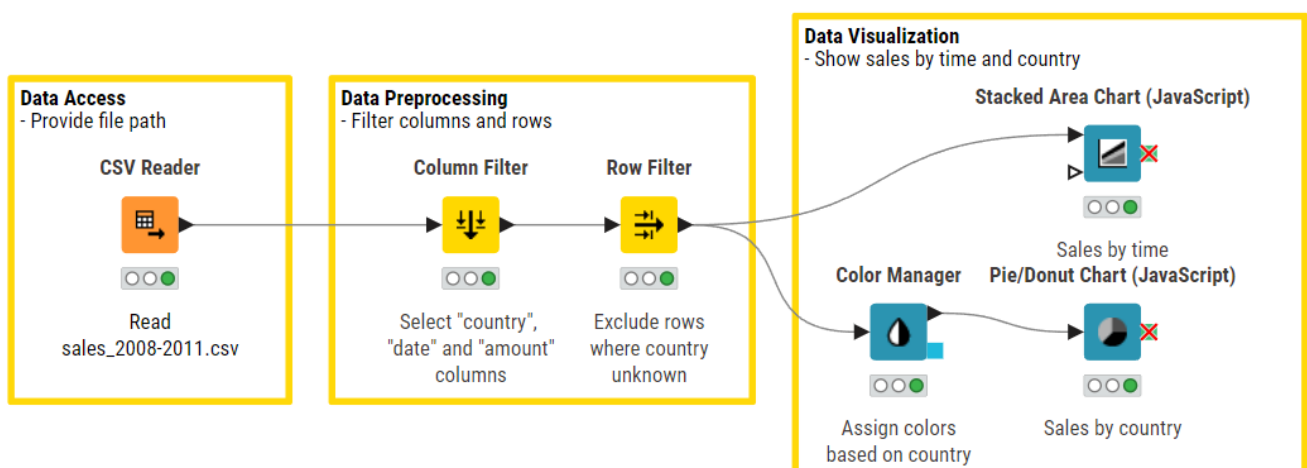 Data Access
- Provide file path
CSV Reader
Read
sales_2008-2011.csv
Data Preprocessing
- Filter columns and rows
Column Filter
Select "country",
"date" and "amount"
columns
Row Filter
Exclude rows
where country
unknown
Data Visualization
- Show sales by time and country
Stacked Area Chart (JavaScript)
Sales by time
Color Manager
Assign colors
based on country
Pie/Donut Chart (JavaScript)
Sales by country